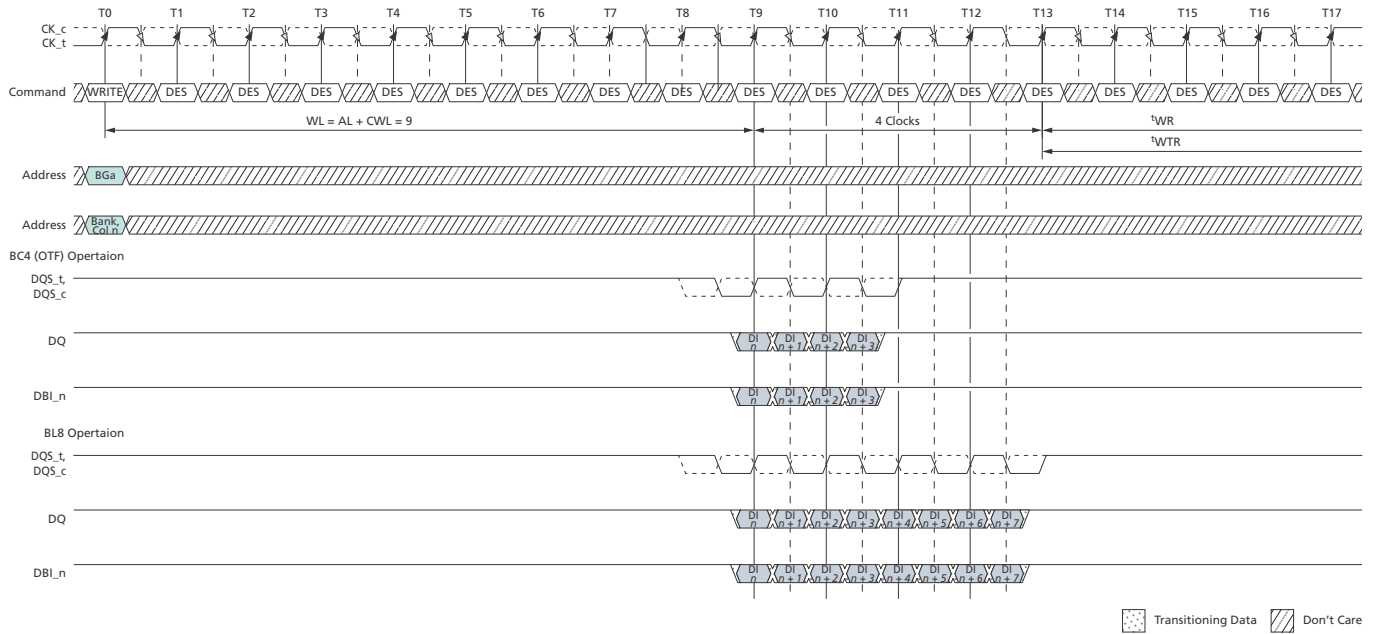 T0 T1 T2 T3 T4 T5 T6 T7 T8 T9 T10 T11 T12 T13 T14 T15 T16 T17
CK_c
CK_t
Command WRITE DES DES DES DES DES DES DES DES DES DES DES DES DES DES DES DES DES
WL = AL + CWL = 9 4 Clocks tWR
tWTR
Address BGa
Address Bank, Col n
BC4 (OTF) Opertaion
DQS_t,
DQS_c
DQ DI n DI n + 1 DI n + 2 DI n + 3
DBI_n DI n DI n + 1 DI n + 2 DI n + 3
BL8 Opertaion
DQS_t,
DQS_c
DQ DI n DI n + 1 DI n + 2 DI n + 3 DI n + 4 DI n + 5 DI n + 6 DI n + 7
DBI_n DI n DI n + 1 DI n + 2 DI n + 3 DI n + 4 DI n + 5 DI n + 6 DI n + 7
Transitioning Data Don't Care